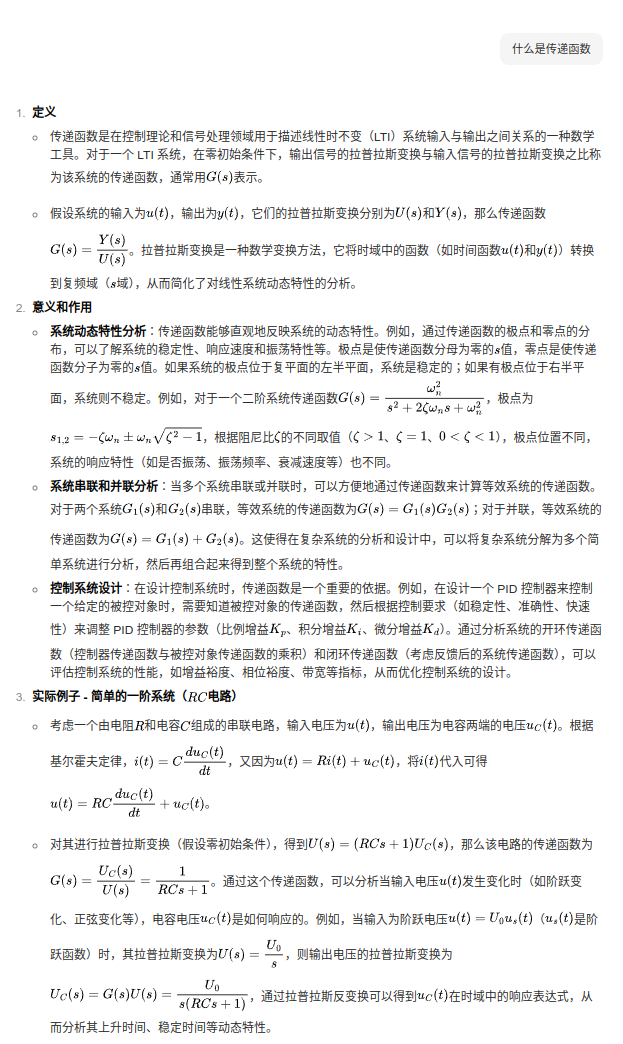 什么是传递函数
1. 定义
○ 传递函数是在控制理论和信号处理领域用于描述线性时不变（LTI）系统输入与输出之间关系的一种数学
工具。对于一个 LTI 系统，在零初始条件下，输出信号的拉普拉斯变换与输入信号的拉普拉斯变换之比称
为该系统的传递函数，通常用G(s)表示。
○ 假设系统的输入为u(t)，输出为y(t)，它们的拉普拉斯变换分别为U(s)和Y(s)，那么传递函数
G(s) = \frac{Y(s)}{U(s)}。拉普拉斯变换是一种数学变换方法，它将时域中的函数（如时间函数u(t)和y(t)）转换
到复频域（s域），从而简化了对线性系统动态特性的分析。
2. 意义和作用
○ 系统动态特性分析：传递函数能够直观地反映系统的动态特性。例如，通过传递函数的极点和零点的分
布，可以了解系统的稳定性、响应速度和振荡特性等。极点是使传递函数分母为零的s值，零点是使传递
函数分子为零的s值。如果系统的极点位于复平面的左半平面，系统是稳定的；如果有极点位于右半平
面，系统则不稳定。例如，对于一个二阶系统传递函数G(s) = \frac{\omega_n^2}{s^2 + 2\zeta\omega_n s + \omega_n^2}，极点为
s_{1,2} = -\zeta\omega_n \pm \omega_n\sqrt{\zeta^2 - 1}，根据阻尼比ζ的不同取值（ζ > 1、ζ = 1、0 < ζ < 1），极点位置不同，
系统的响应特性（如是否振荡、振荡频率、衰减速度等）也不同。
○ 系统串联和并联分析：当多个系统串联或并联时，可以方便地通过传递函数来计算等效系统的传递函数。
对于两个系统G_1(s)和G_2(s)串联，等效系统的传递函数为G(s) = G_1(s)G_2(s)；对于并联，等效系统的
传递函数为G(s) = G_1(s) + G_2(s)。这使得在复杂系统的分析和设计中，可以将复杂系统分解为多个简
单系统进行分析，然后再组合起来得到整个系统的特性。
○ 控制系统设计：在设计控制系统时，传递函数是一个重要的依据。例如，在设计一个 PID 控制器来控制
一个给定的被控对象时，需要知道被控对象的传递函数，然后根据控制要求（如稳定性、准确性、快速
性）来调整 PID 控制器的参数（比例增益K_p、积分增益K_i、微分增益K_d）。通过分析系统的开环传递函
数（控制器传递函数与被控对象传递函数的乘积）和闭环传递函数（考虑反馈后的系统传递函数），可以
评估控制系统的性能，如增益裕度、相位裕度、带宽等指标，从而优化控制系统的设计。
3. 实际例子 - 简单的一阶系统（RC电路）
○ 考虑一个由电阻R和电容C组成的串联电路，输入电压为u(t)，输出电压为电容两端的电压u_C(t)。根据
基尔霍夫定律，i(t) = C\frac{du_C(t)}{dt}，又因为u(t) = Ri(t) + u_C(t)，将i(t)代入可得
u(t) = RC\frac{du_C(t)}{dt} + u_C(t)。
○ 对其进行拉普拉斯变换（假设零初始条件），得到U(s) = (RCs + 1)U_C(s)，那么该电路的传递函数为
G(s) = \frac{U_C(s)}{U(s)} = \frac{1}{RCs + 1}。通过这个传递函数，可以分析当输入电压u(t)发生变化时（如阶跃变
化、正弦变化等），电容电压u_C(t)是如何响应的。例如，当输入为阶跃电压u(t) = U_0u_s(t)（u_s(t)是阶
跃函数）时，其拉普拉斯变换为U(s) = \frac{U_0}{s}，则输出电压的拉普拉斯变换为
U_C(s) = G(s)U(s) = \frac{U_0}{s(RCs + 1)}，通过拉普拉斯反变换可以得到u_C(t)在时域中的响应表达式，从
而分析其上升时间、稳定时间等动态特性。